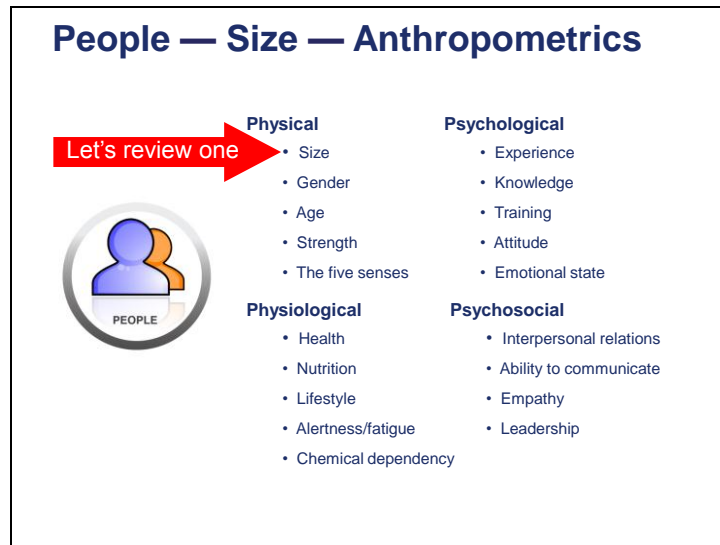 People — Size — Anthropometrics
Let's review one
Physical
• Size
• Gender
• Age
• Strength
• The five senses
Psychological
• Experience
• Knowledge
• Training
• Attitude
• Emotional state
PEOPLE
Physiological
• Health
• Nutrition
• Lifestyle
• Alertness/fatigue
• Chemical dependency
Psychosocial
• Interpersonal relations
• Ability to communicate
• Empathy
• Leadership